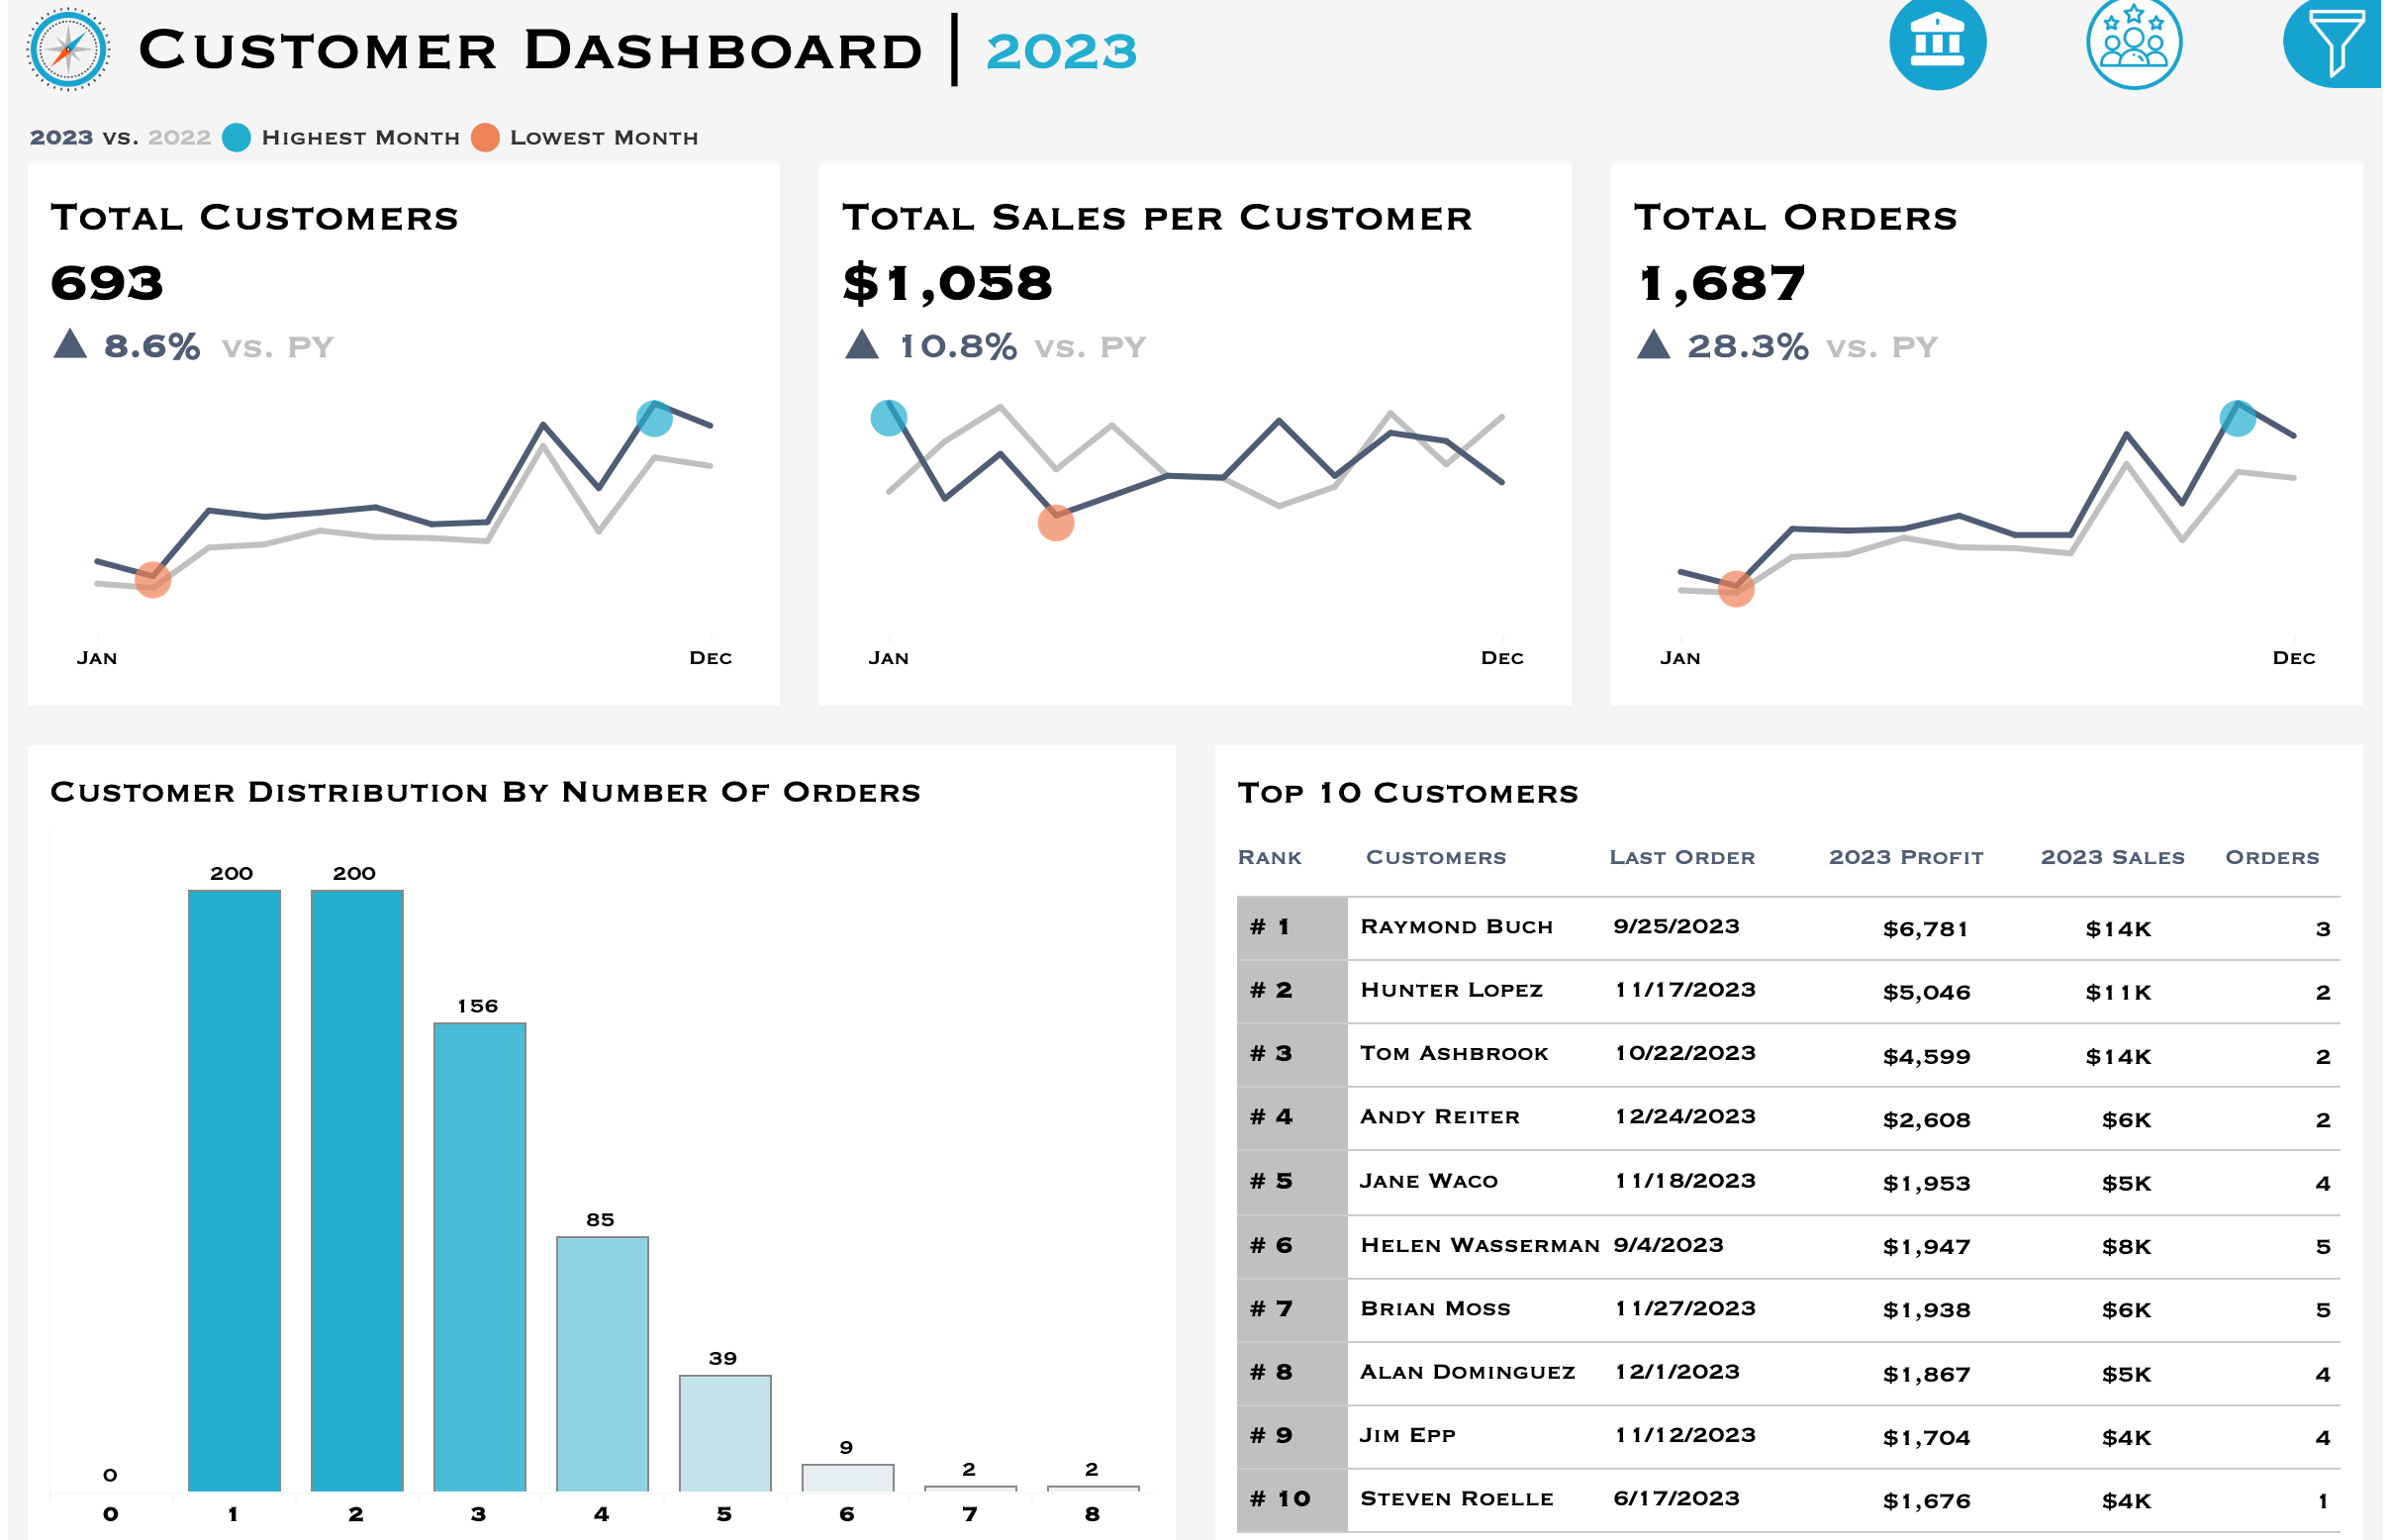 Customer Dashboard | 2023
2023 vs. 2022 Highest Month Lowest Month
Total Customers
693
▲ 8.6% vs. PY
Jan Dec
Total Sales per Customer
$1,058
▲ 10.8% vs. PY
Jan Dec
Total Orders
1,687
▲ 28.3% vs. PY
Jan Dec
Customer Distribution By Number Of Orders
0 200 200 156 85 39 9 2 2
0 1 2 3 4 5 6 7 8
Top 10 Customers
Rank Customers Last Order 2023 Profit 2023 Sales Orders
# 1 Raymond Buch 9/25/2023 $6,781 $14K 3
# 2 Hunter Lopez 11/17/2023 $5,046 $11K 2
# 3 Tom Ashbrook 10/22/2023 $4,599 $14K 2
# 4 Andy Reiter 12/24/2023 $2,608 $6K 2
# 5 Jane Waco 11/18/2023 $1,953 $5K 4
# 6 Helen Wasserman 9/4/2023 $1,947 $8K 5
# 7 Brian Moss 11/27/2023 $1,938 $6K 5
# 8 Alan Dominguez 12/1/2023 $1,867 $5K 4
# 9 Jim Epp 11/12/2023 $1,704 $4K 4
# 10 Steven Roelle 6/17/2023 $1,676 $4K 1